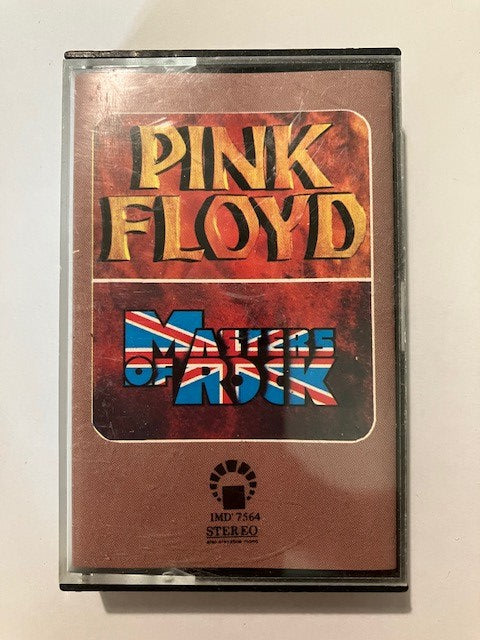 PINK
FLOYD
MASTERS
OF ROCK
IMD 7564
STEREO